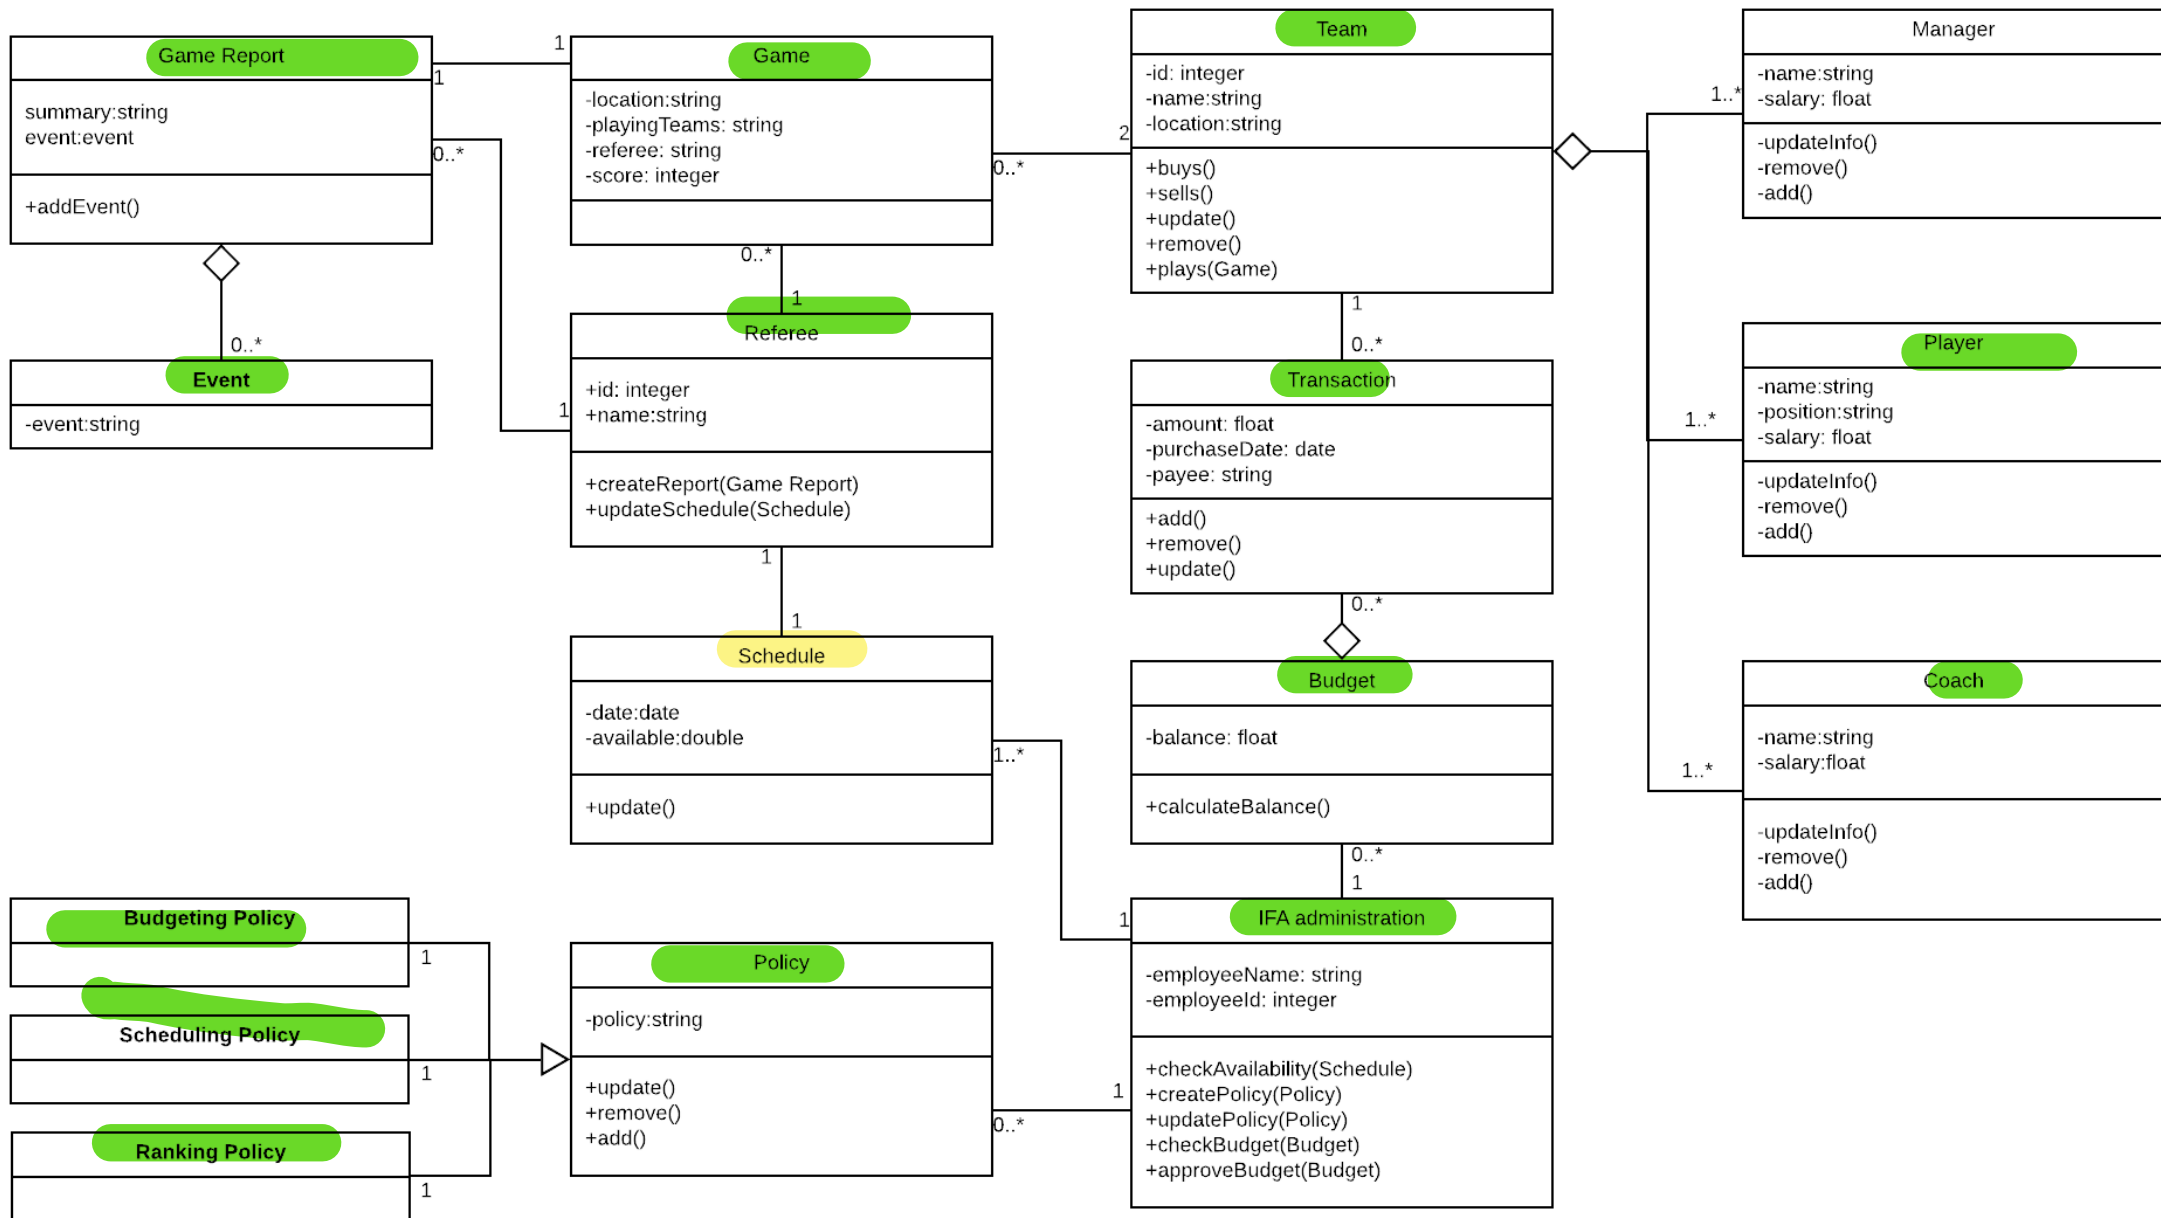 Game Report
summary:string
event:event
+addEvent()
1
1
0..*
0..*
Event
-event:string
Game
-location:string
-playingTeams: string
-referee: string
-score: integer
0..*
2
0..*
1
Referee
+id: integer
+name:string
+createReport(Game Report)
+updateSchedule(Schedule)
1
1
1
Schedule
-date:date
-available:double
+update()
1..*
1
Team
-id: integer
-name:string
-location:string
+buys()
+sells()
+update()
+remove()
+plays(Game)
1
0..*
Transaction
-amount: float
-purchaseDate: date
-payee: string
+add()
+remove()
+update()
0..*
Budget
-balance: float
+calculateBalance()
0..*
1
IFA administration
-employeeName: string
-employeeId: integer
+checkAvailability(Schedule)
+createPolicy(Policy)
+updatePolicy(Policy)
+checkBudget(Budget)
+approveBudget(Budget)
Manager
-name:string
-salary: float
-updateInfo()
-remove()
-add()
1..*
Player
-name:string
-position:string
-salary: float
-updateInfo()
-remove()
-add()
1..*
Coach
-name:string
-salary:float
-updateInfo()
-remove()
-add()
1..*
Budgeting Policy
1
Scheduling Policy
1
Ranking Policy
1
Policy
-policy:string
+update()
+remove()
+add()
0..*
1